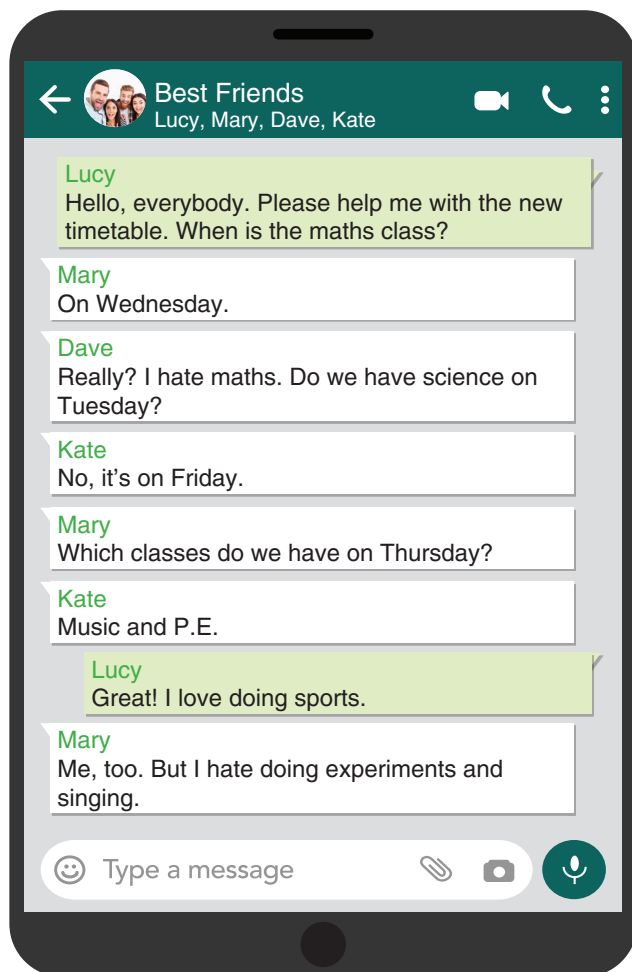 Best Friends
Lucy, Mary, Dave, Kate
Lucy
Hello, everybody. Please help me with the new
timetable. When is the maths class?
Mary
On Wednesday.
Dave
Really? I hate maths. Do we have science on
Tuesday?
Kate
No, it’s on Friday.
Mary
Which classes do we have on Thursday?
Kate
Music and P.E.
Lucy
Great! I love doing sports.
Mary
Me, too. But I hate doing experiments and
singing.
Type a message